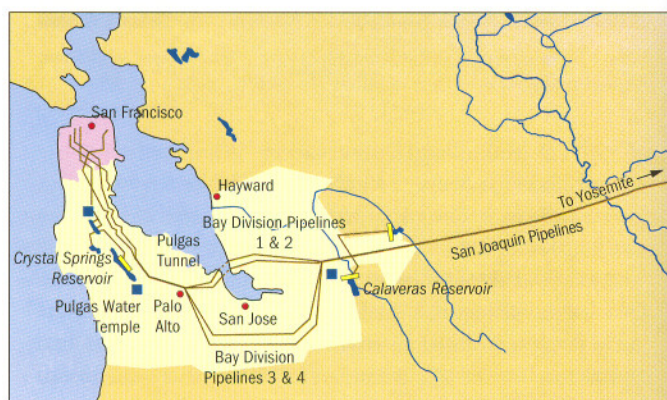 San Francisco
Hayward
To Yosemite
Bay Division Pipelines
1 & 2
San Joaquin Pipelines
Pulgas
Tunnel
Crystal Springs
Reservoir
Calaveras Reservoir
Pulgas Water
Temple
Palo
Alto
San Jose
Bay Division
Pipelines 3 & 4